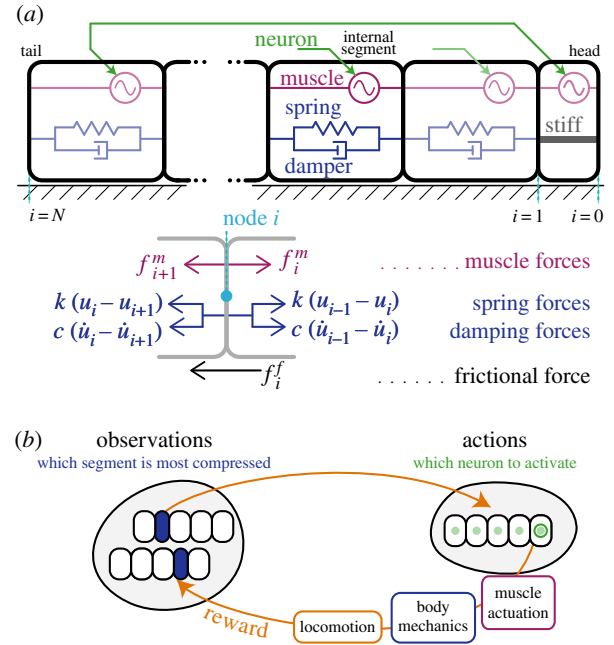 (a)
tail
neuron
internal
segment
head
muscle
spring
damper
stiff
i = N
i = 1
i = 0
node i
f^m_{i+1}
f^m_i
. . . . . . . muscle forces
k (u_i − u_{i+1})
k (u_{i−1} − u_i)
spring forces
c (u̇_i − u̇_{i+1})
c (u̇_{i−1} − u̇_i)
damping forces
f^f_i
. . . . . frictional force
(b)
observations
actions
which segment is most compressed
which neuron to activate
reward
locomotion
body
mechanics
muscle
actuation